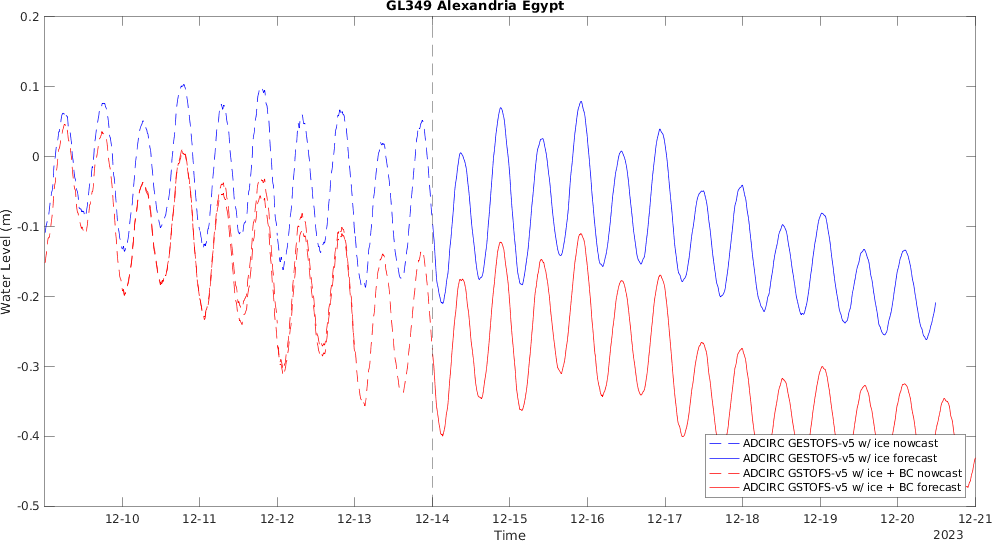 GL349 Alexandria Egypt
0.2
0.1
0
-0.1
-0.2
-0.3
-0.4
-0.5
Water Level (m)
ADCIRC GESTOFS-v5 w/ ice nowcast
ADCIRC GESTOFS-v5 w/ ice forecast
ADCIRC GSTOFS-v5 w/ ice + BC nowcast
ADCIRC GSTOFS-v5 w/ ice + BC forecast
12-10 12-11 12-12 12-13 12-14 12-15 12-16 12-17 12-18 12-19 12-20 12-21
Time
2023